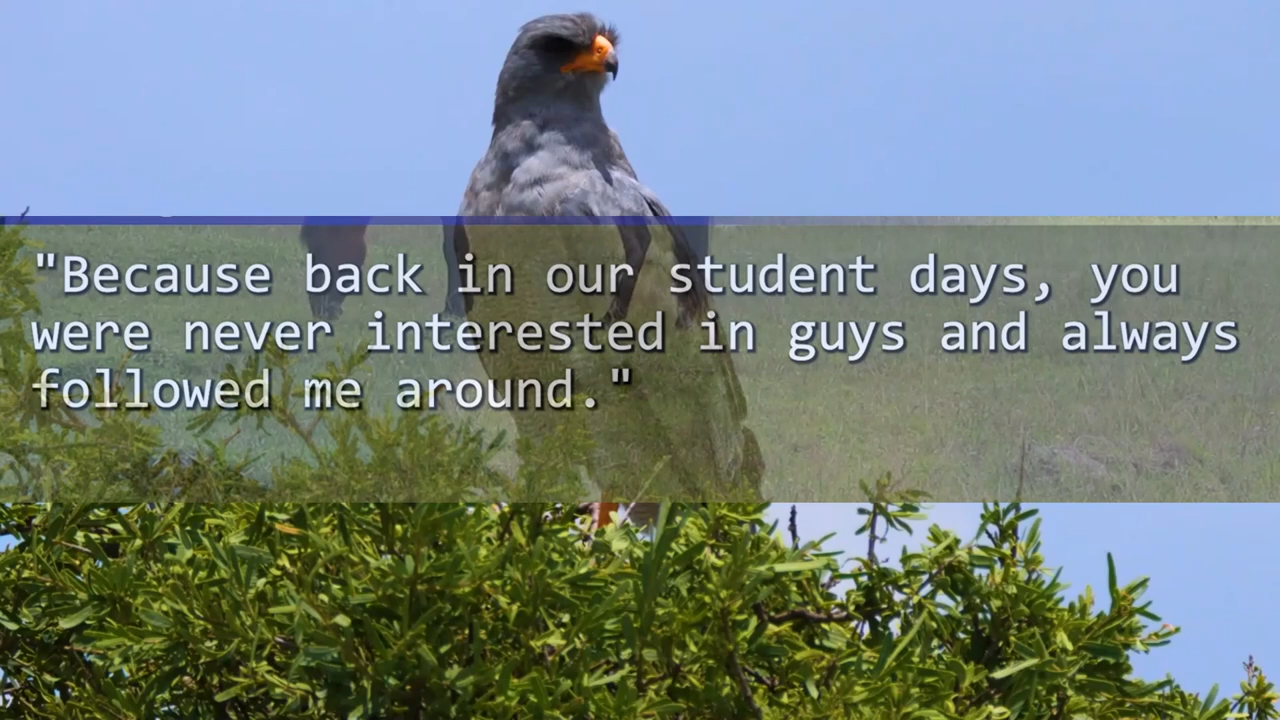 "Because back in our student days, you
were never interested in guys and always
followed me around."